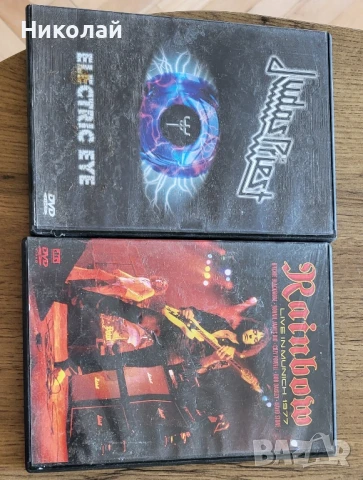 Николай
Judas Priest
ELECTRIC EYE
DVD
DVD
Rainbow
LIVE IN MUNICH 1977
BAZAR